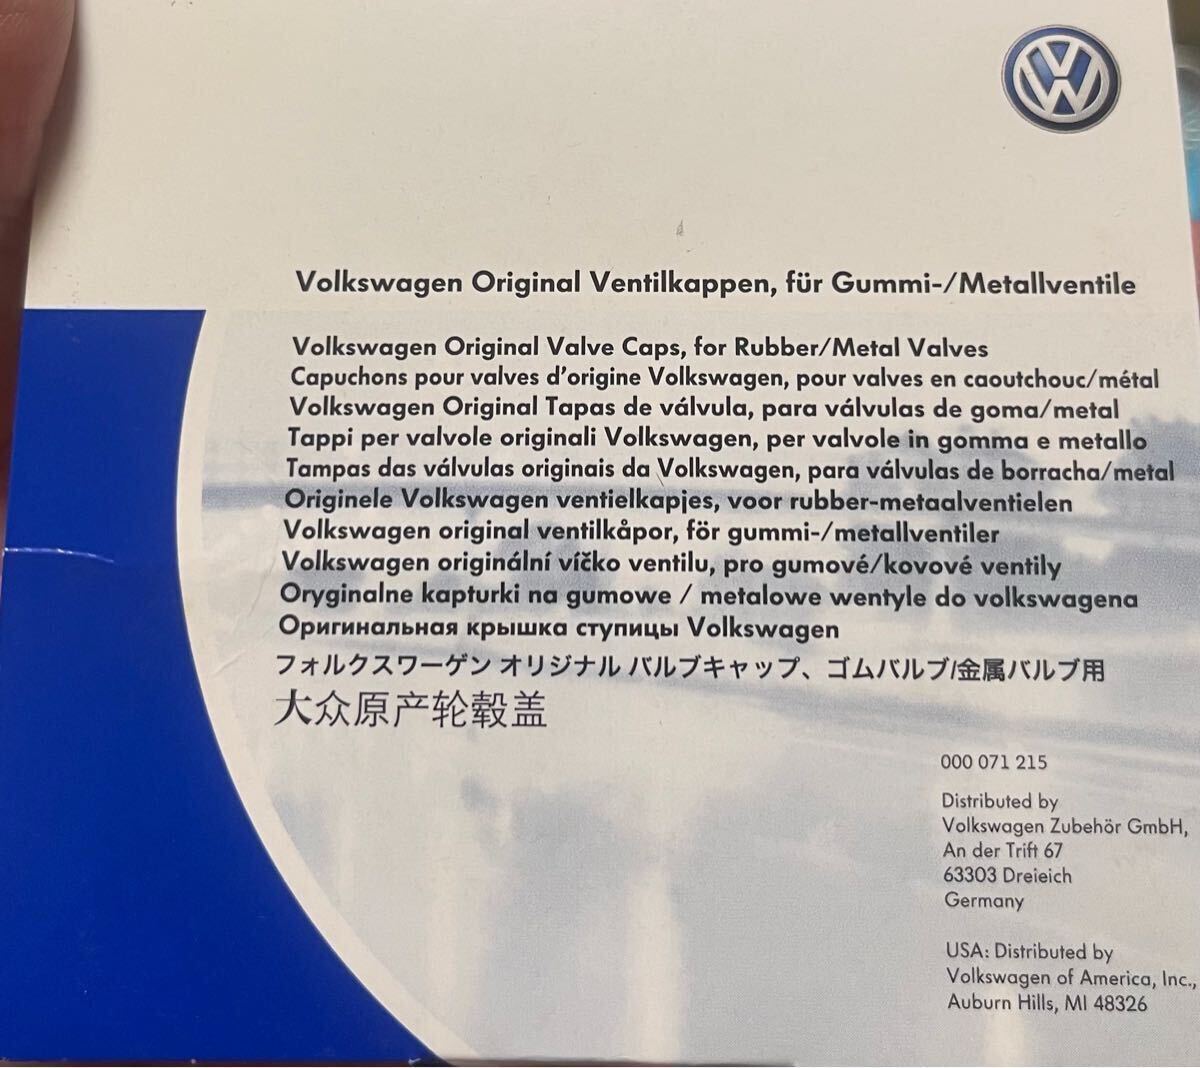 Volkswagen Original Ventilkappen, für Gummi-/Metallventile
Volkswagen Original Valve Caps, for Rubber/Metal Valves
Capuchons pour valves d'origine Volkswagen, pour valves en caoutchouc/métal
Volkswagen Original Tapas de válvula, para válvulas de goma/metal
Tappi per valvole originali Volkswagen, per valvole in gomma e metallo
Tampas das válvulas originais da Volkswagen, para válvulas de borracha/metal
Originele Volkswagen ventielkapjes, voor rubber-metaalventielen
Volkswagen original ventilkåpor, för gummi-/metallventiler
Volkswagen originální víčko ventilu, pro gumové/kovové ventily
Oryginalne kapturki na gumowe / metalowe wentyle do volkswagena
Оригинальная крышка ступицы Volkswagen
フォルクスワーゲン オリジナル バルブキャップ、ゴムバルブ/金属バルブ用
大众原产轮毂盖
000 071 215
Distributed by
Volkswagen Zubehör GmbH,
An der Trift 67
63303 Dreieich
Germany
USA: Distributed by
Volkswagen of America, Inc.,
Auburn Hills, MI 48326